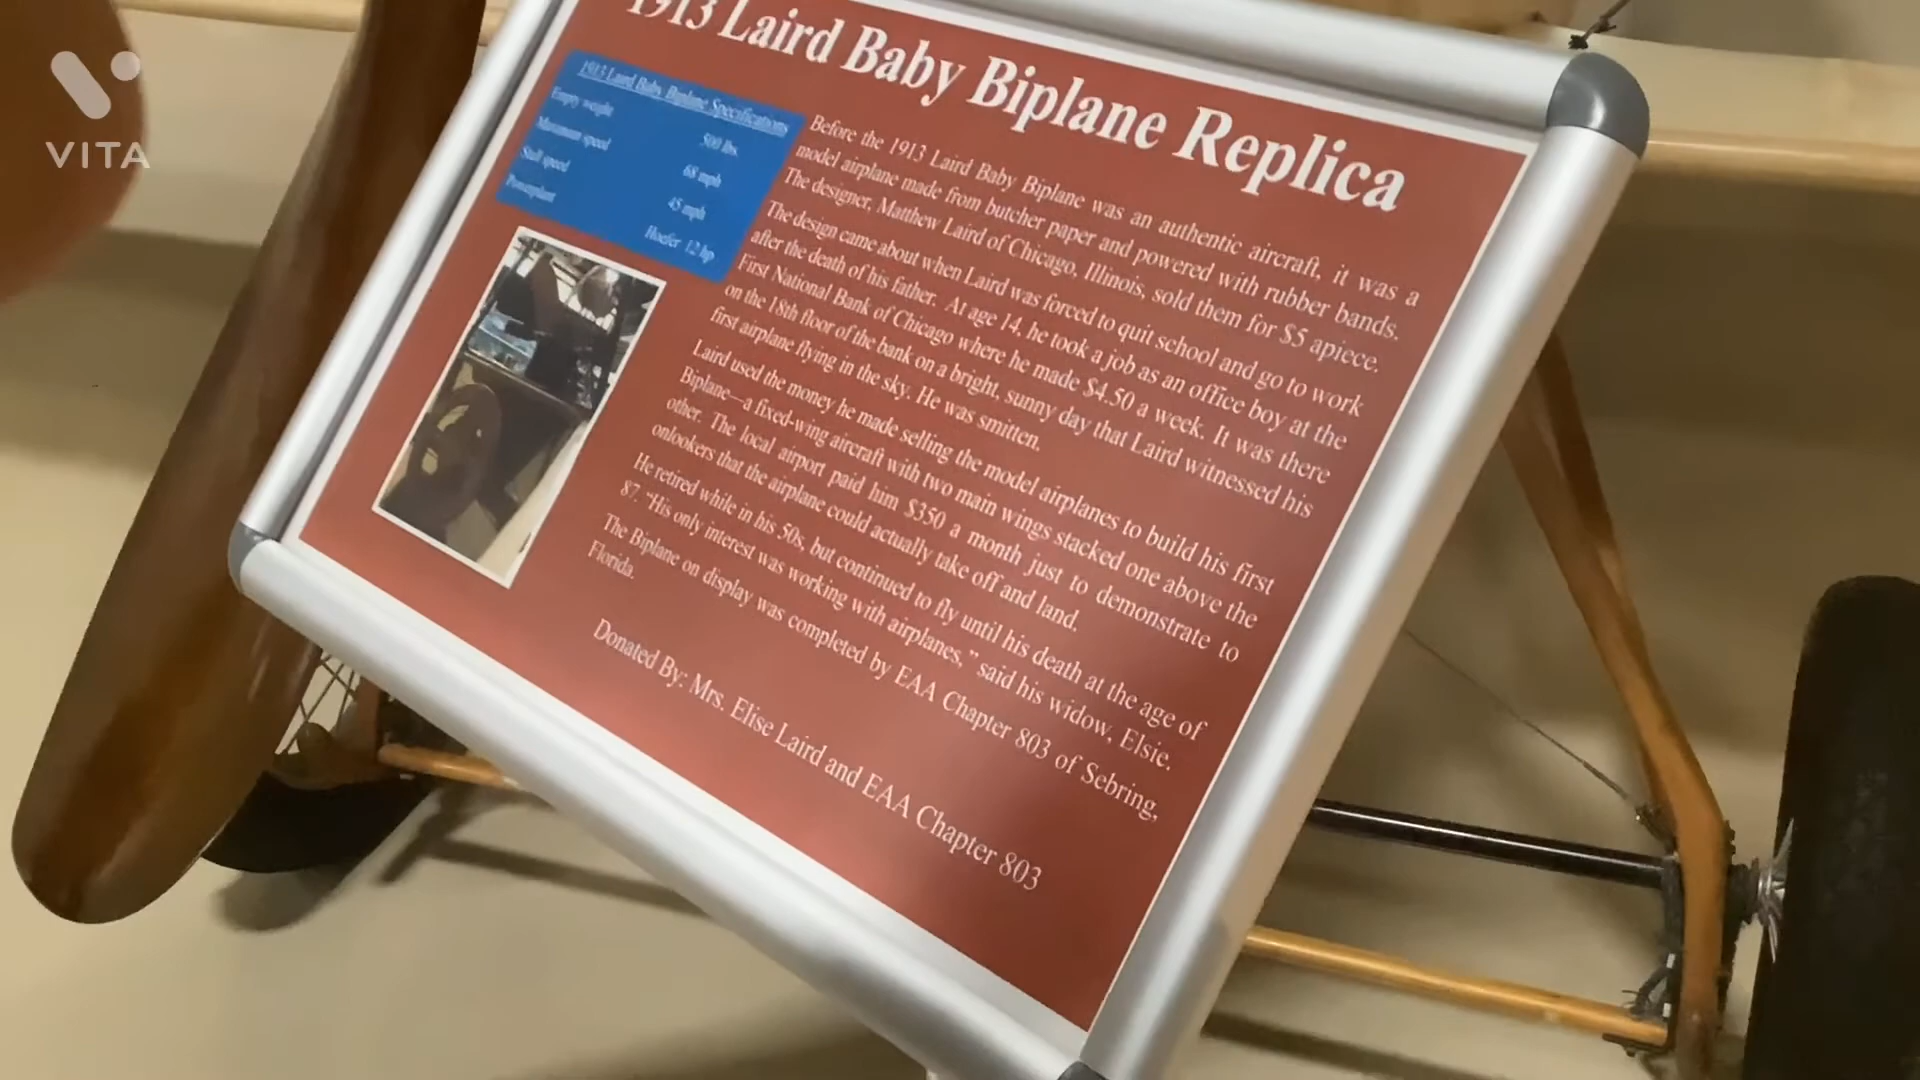 VITA
1913 Laird Baby Biplane Replica
1913 Laird Baby Biplane Specifications
Empty weight 500 lbs.
Maximum speed 68 mph
Stall speed 45 mph
Powerplant Hoefer 12 hp
Before the 1913 Laird Baby Biplane was an authentic aircraft, it was a
model airplane made from butcher paper and powered with rubber bands.
The designer, Matthew Laird of Chicago, Illinois, sold them for $5 apiece.
The design came about when Laird was forced to quit school and go to work
after the death of his father. At age 14, he took a job as an office boy at the
First National Bank of Chicago where he made $4.50 a week. It was there
on the 18th floor of the bank on a bright, sunny day that Laird witnessed his
first airplane flying in the sky. He was smitten.
Laird used the money he made selling the model airplanes to build his first
Biplane—a fixed-wing aircraft with two main wings stacked one above the
other. The local airport paid him $350 a month just to demonstrate to
onlookers that the airplane could actually take off and land.
He retired while in his 50s, but continued to fly until his death at the age of
87. “His only interest was working with airplanes,” said his widow, Elsie.
The Biplane on display was completed by EAA Chapter 803 of Sebring,
Florida.
Donated By: Mrs. Elise Laird and EAA Chapter 803